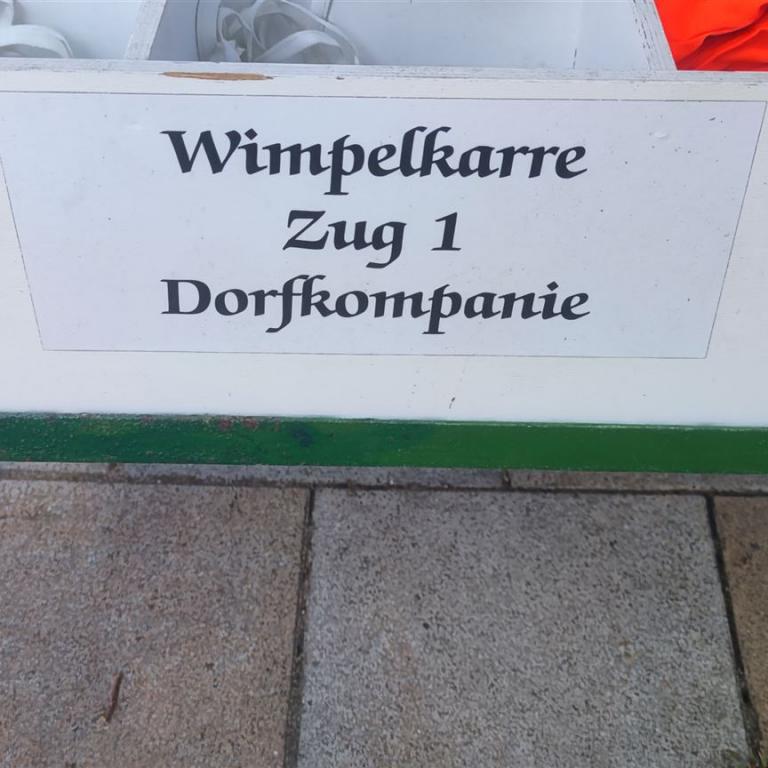 Wimpelkarre
Zug 1
Dorfkompanie